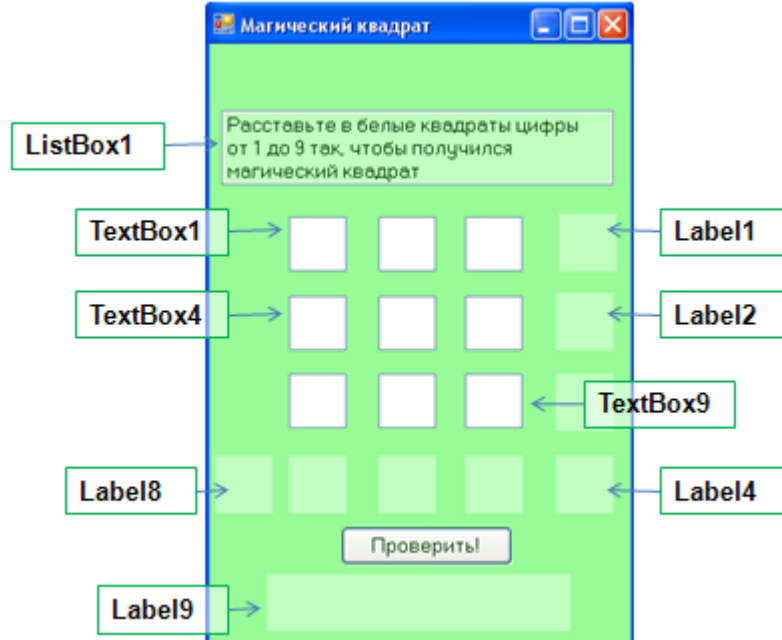 Магический квадрат
ListBox1
Расставьте в белые квадраты цифры
от 1 до 9 так, чтобы получился
магический квадрат
TextBox1
Label1
TextBox4
Label2
TextBox9
Label8
Label4
Проверить!
Label9